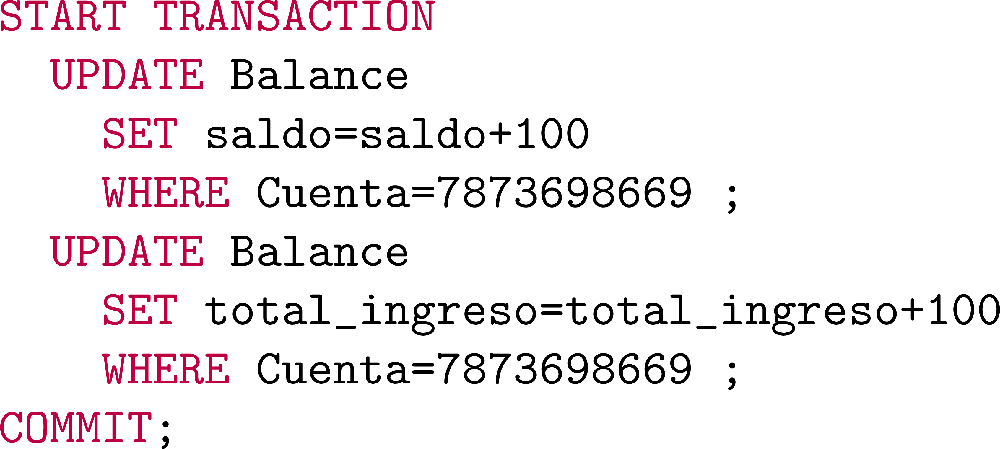 START TRANSACTION
UPDATE Balance
SET saldo=saldo+100
WHERE Cuenta=7873698669 ;
UPDATE Balance
SET total_ingreso=total_ingreso+100
WHERE Cuenta=7873698669 ;
COMMIT;